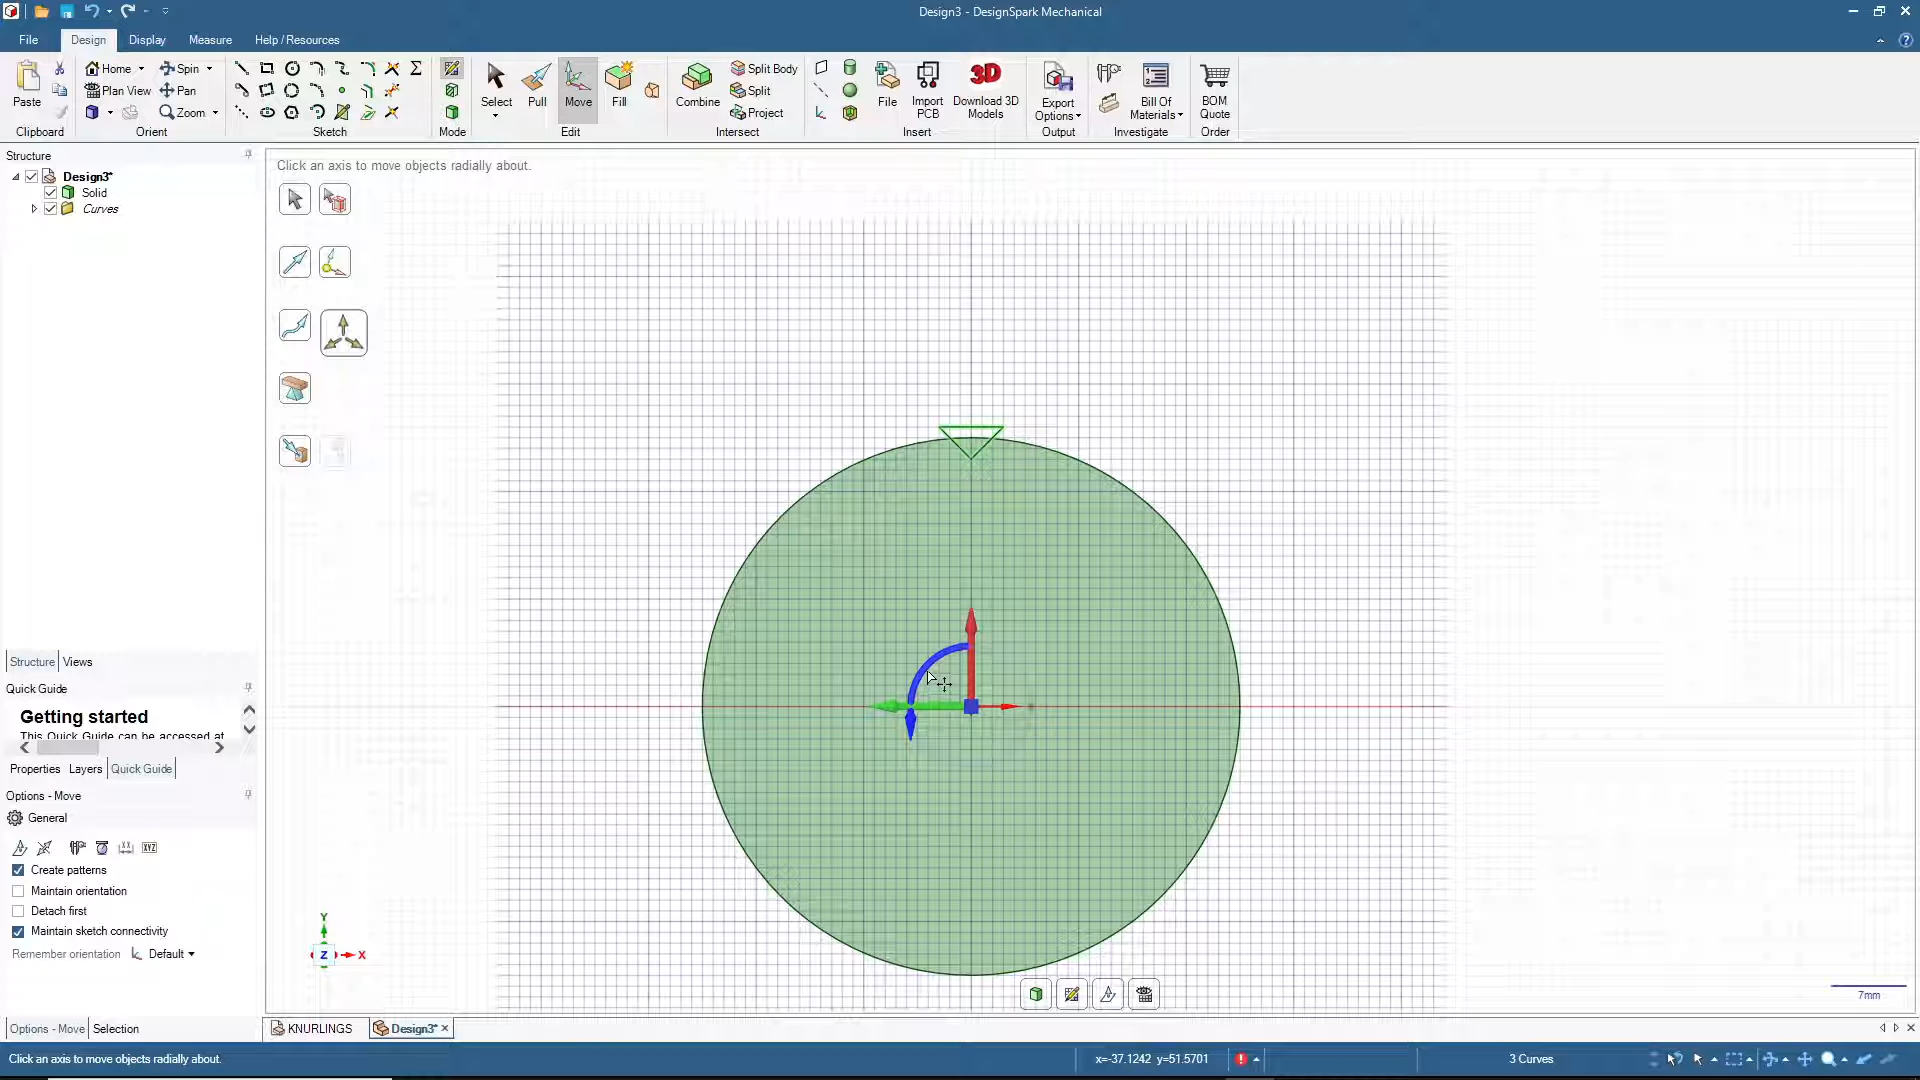 Design3 - DesignSpark Mechanical
File Design Display Measure Help / Resources
Paste
Clipboard
Home Spin
Plan View Pan
Zoom
Orient
Sketch
Mode
Select Pull Move Fill
Edit
Combine
Split Body
Split
Project
Intersect
File Import PCB Download 3D Models
3D
Insert
Export Options
Output
Bill Of Materials
Investigate
BOM Quote
Order
Structure
Design3*
Solid
Curves
Click an axis to move objects radially about.
Structure Views
Quick Guide
Getting started
This Quick Guide can be accessed at
Properties Layers Quick Guide
Options - Move
General
XYZ
Create patterns
Maintain orientation
Detach first
Maintain sketch connectivity
Remember orientation Default
Y
Z X
7mm
Options - Move Selection
KNURLINGS Design3*
Click an axis to move objects radially about.
x=-37.1242 y=51.5701
3 Curves